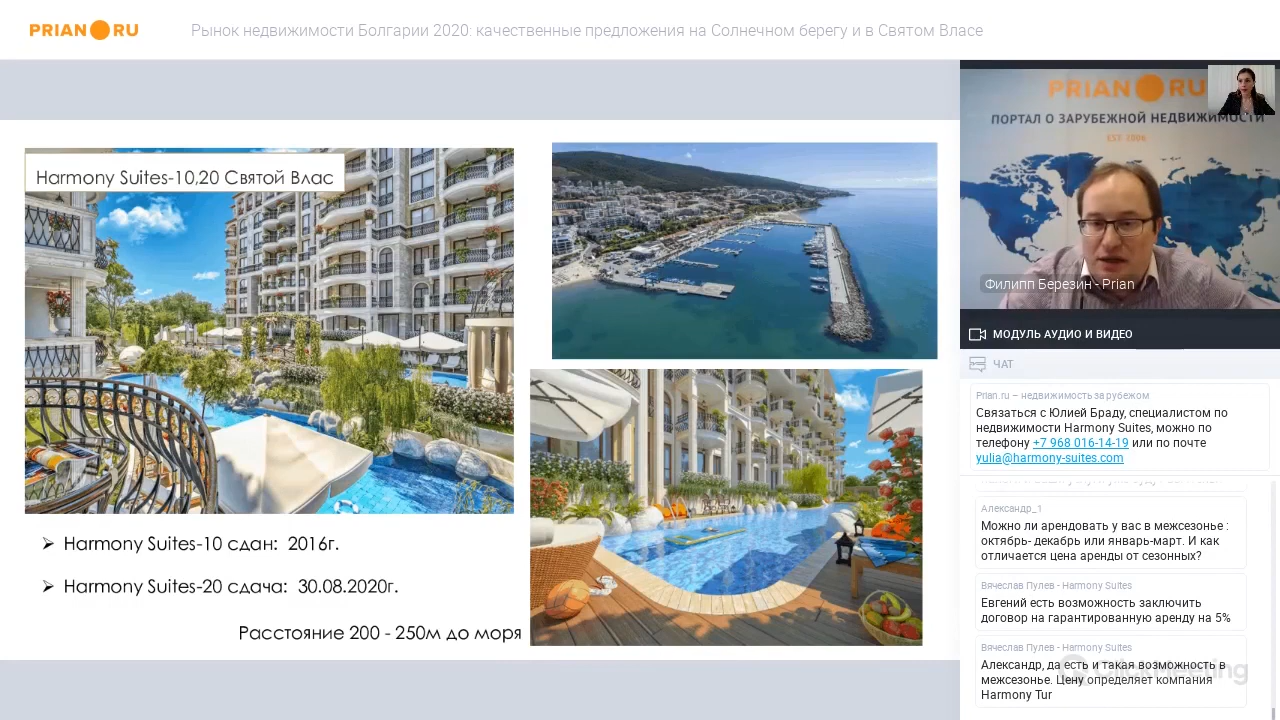 PRIAN RU
Рынок недвижимости Болгарии 2020: качественные предложения на Солнечном берегу и в Святом Власе
Harmony Suites-10,20 Святой Влас
Harmony Suites-10 сдан: 2016г.
Harmony Suites-20 сдача: 30.08.2020г.
Расстояние 200 - 250м до моря
PRIAN RU
ПОРТАЛ О ЗАРУБЕЖНОЙ НЕДВИЖИМОСТИ
EST 2006
Филипп Березин - Prian
МОДУЛЬ АУДИО И ВИДЕО
ЧАТ
Prian.ru – недвижимость за рубежом
Связаться с Юлией Браду, специалистом по
недвижимости Harmony Suites, можно по
телефону +7 968 016-14-19 или по почте
yulia@harmony-suites.com
Александр_1
Можно ли арендовать у вас в межсезонье :
октябрь- декабрь или январь-март. И как
отличается цена аренды от сезонных?
Вячеслав Пулев - Harmony Suites
Евгений есть возможность заключить
договор на гарантированную аренду на 5%
Вячеслав Пулев - Harmony Suites
Александр, да есть и такая возможность в
межсезонье. Цену определяет компания
Harmony Tur
ClickMeeting